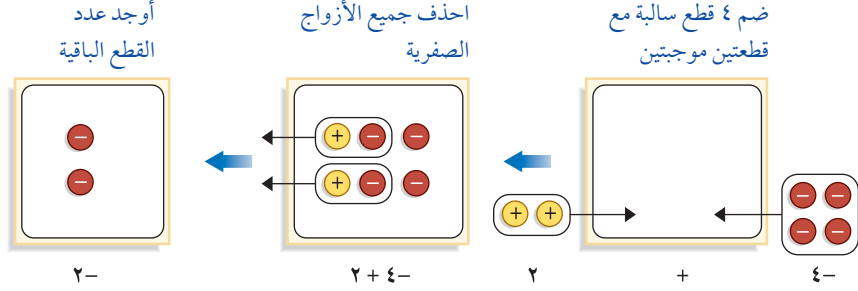 ضم ٤ قطع سالبة مع
قطعتين موجبتين
احذف جميع الأزواج
الصفرية
أوجد عدد
القطع الباقية
− − − −
+ +
+ − −
+ − −
−
−
−٤ + ٢
−٤ + ٢
−٢